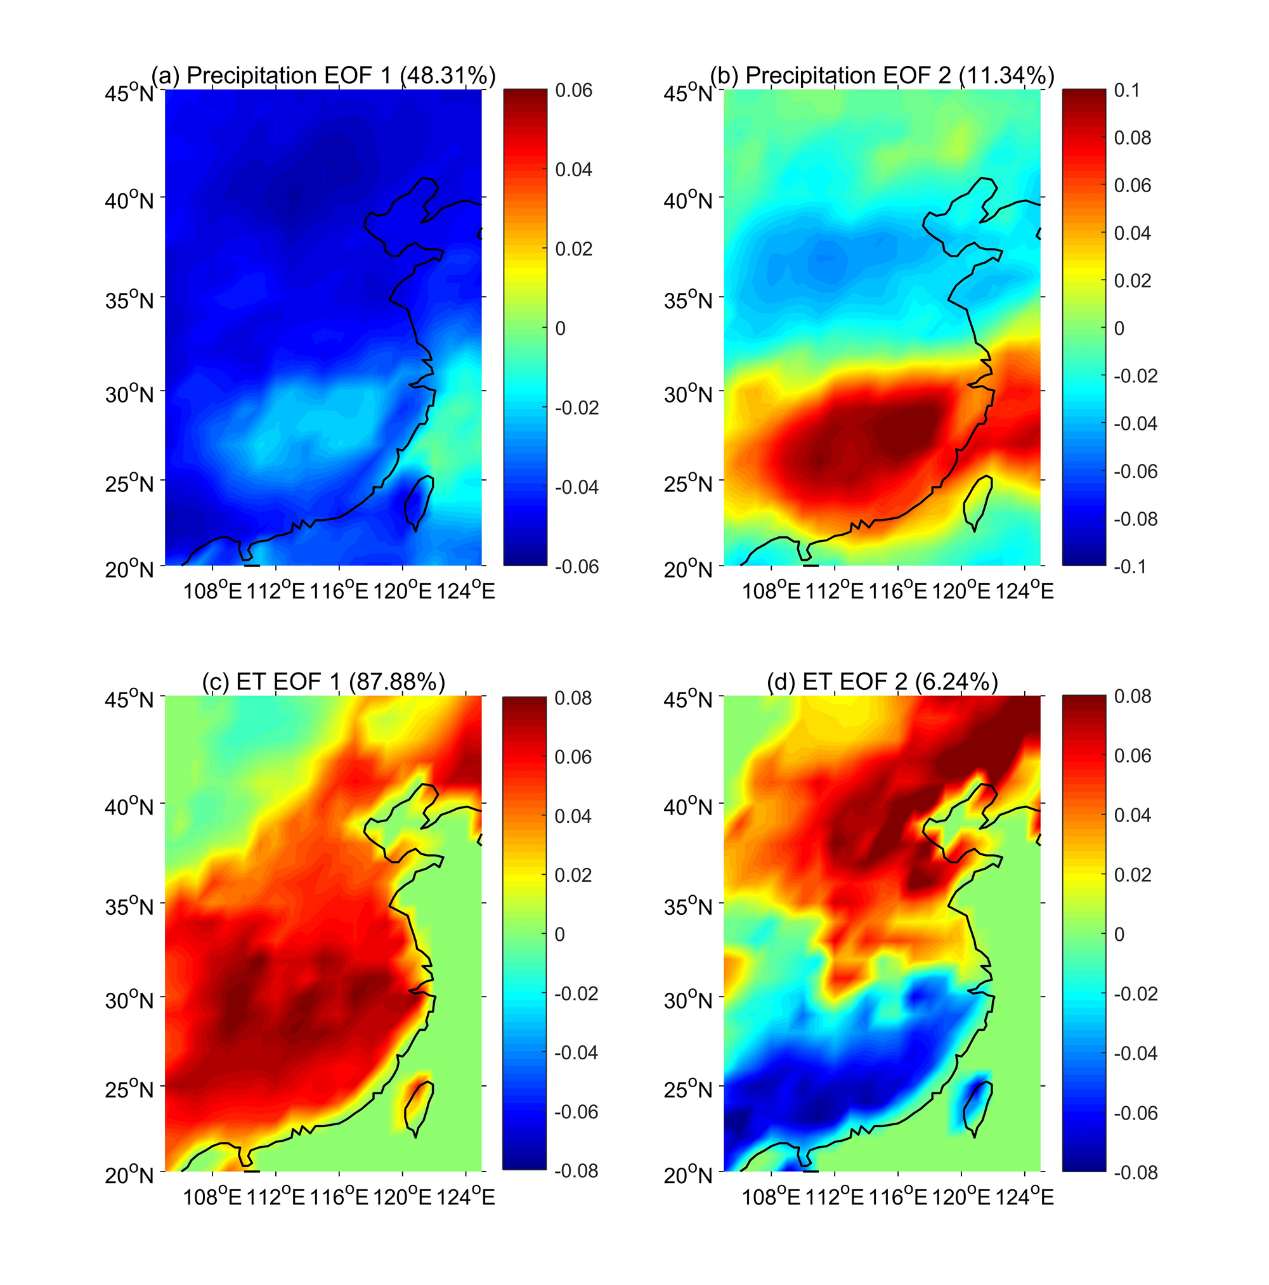 (a) Precipitation EOF 1 (48.31%)
45°N
40°N
35°N
30°N
25°N
20°N
108°E 112°E 116°E 120°E 124°E
0.06
0.04
0.02
0
-0.02
-0.04
-0.06
(b) Precipitation EOF 2 (11.34%)
45°N
40°N
35°N
30°N
25°N
20°N
108°E 112°E 116°E 120°E 124°E
0.1
0.08
0.06
0.04
0.02
0
-0.02
-0.04
-0.06
-0.08
-0.1
(c) ET EOF 1 (87.88%)
45°N
40°N
35°N
30°N
25°N
20°N
108°E 112°E 116°E 120°E 124°E
0.08
0.06
0.04
0.02
0
-0.02
-0.04
-0.06
-0.08
(d) ET EOF 2 (6.24%)
45°N
40°N
35°N
30°N
25°N
20°N
108°E 112°E 116°E 120°E 124°E
0.08
0.06
0.04
0.02
0
-0.02
-0.04
-0.06
-0.08